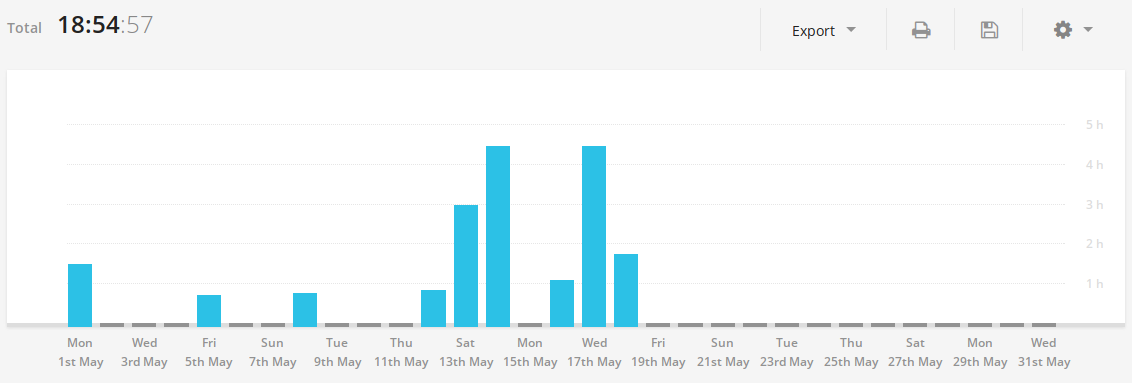 Total 18:54:57 Export
5 h
4 h
3 h
2 h
1 h
Mon Wed Fri Sun Tue Thu Sat Mon Wed Fri Sun Tue Thu Sat Mon Wed
1st May 3rd May 5th May 7th May 9th May 11th May 13th May 15th May 17th May 19th May 21st May 23rd May 25th May 27th May 29th May 31st May